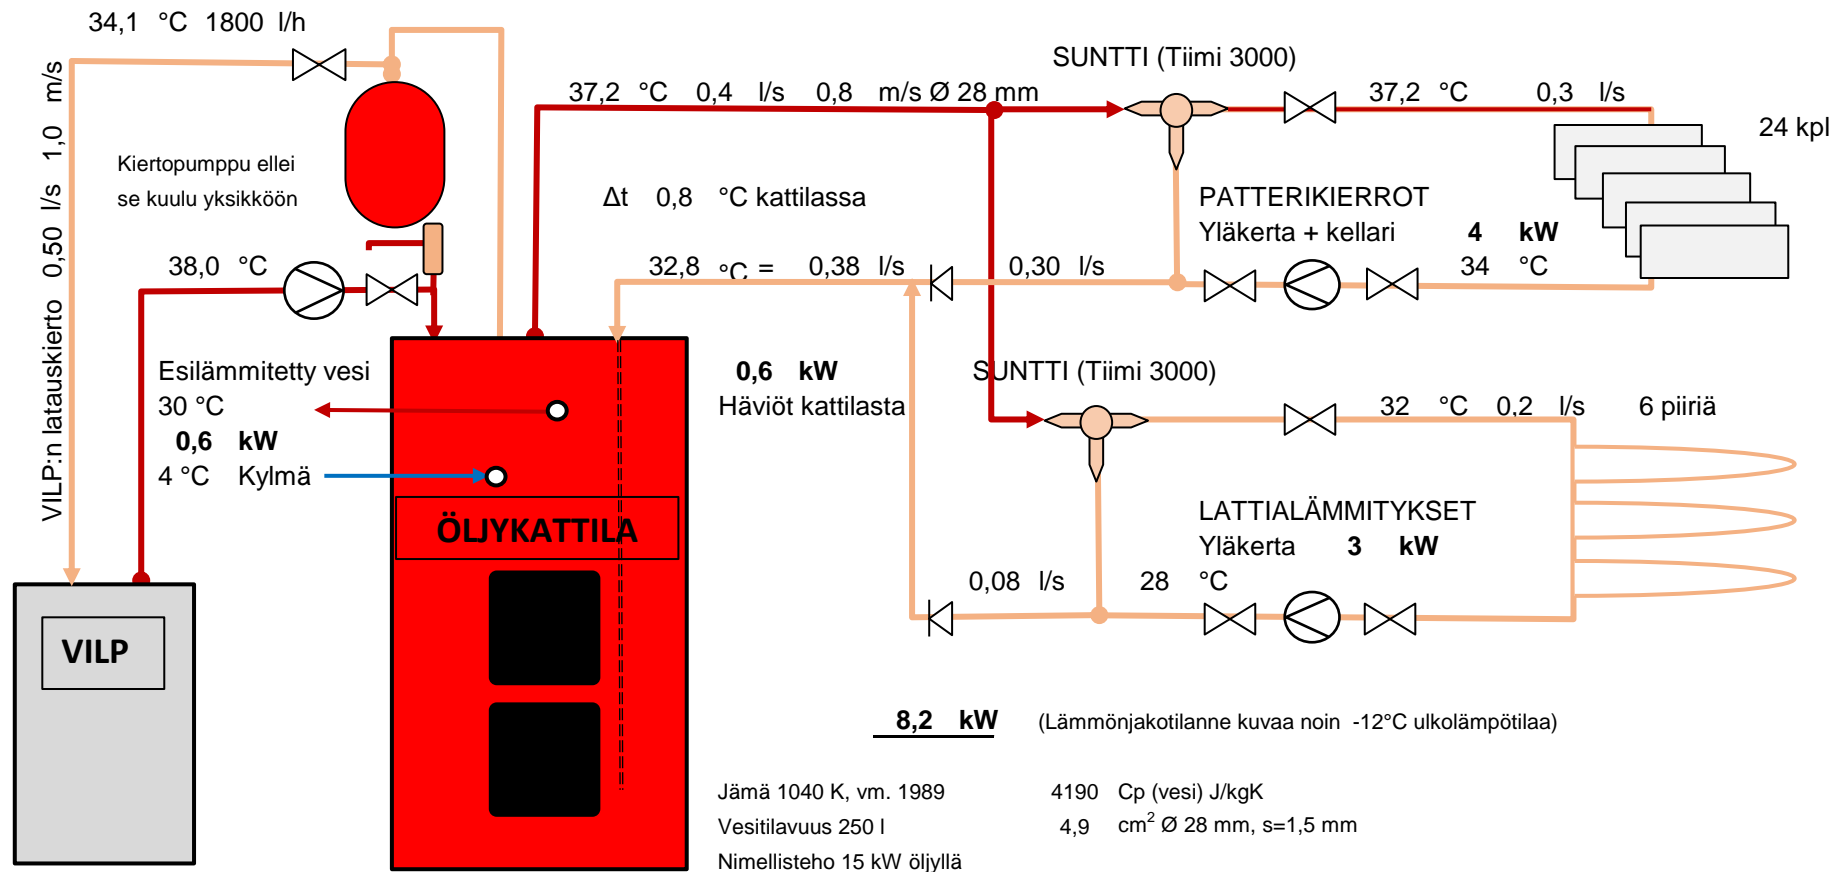 34,1 °C 1800 l/h
VILP:n latauskierto 0,50 l/s 1,0 m/s
SUNTTI (Tiimi 3000)
37,2 °C 0,4 l/s 0,8 m/s Ø 28 mm
37,2 °C 0,3 l/s
24 kpl
Kiertopumppu ellei
se kuulu yksikköön
Δt 0,8 °C kattilassa
PATTERIKIERROT
Yläkerta + kellari 4 kW
34 °C
38,0 °C
32,8 °C = 0,38 l/s
0,30 l/s
Esilämmitetty vesi
30 °C
0,6 kW
4 °C Kylmä
0,6 kW
Häviöt kattilasta
SUNTTI (Tiimi 3000)
32 °C 0,2 l/s
6 piiriä
ÖLJYKATTILA
LATTIALÄMMITYKSET
Yläkerta 3 kW
0,08 l/s
28 °C
VILP
8,2 kW (Lämmönjakotilanne kuvaa noin -12°C ulkolämpötilaa)
Jämä 1040 K, vm. 1989
4190 Cp (vesi) J/kgK
Vesitilavuus 250 l
4,9 cm² Ø 28 mm, s=1,5 mm
Nimellisteho 15 kW öljyllä